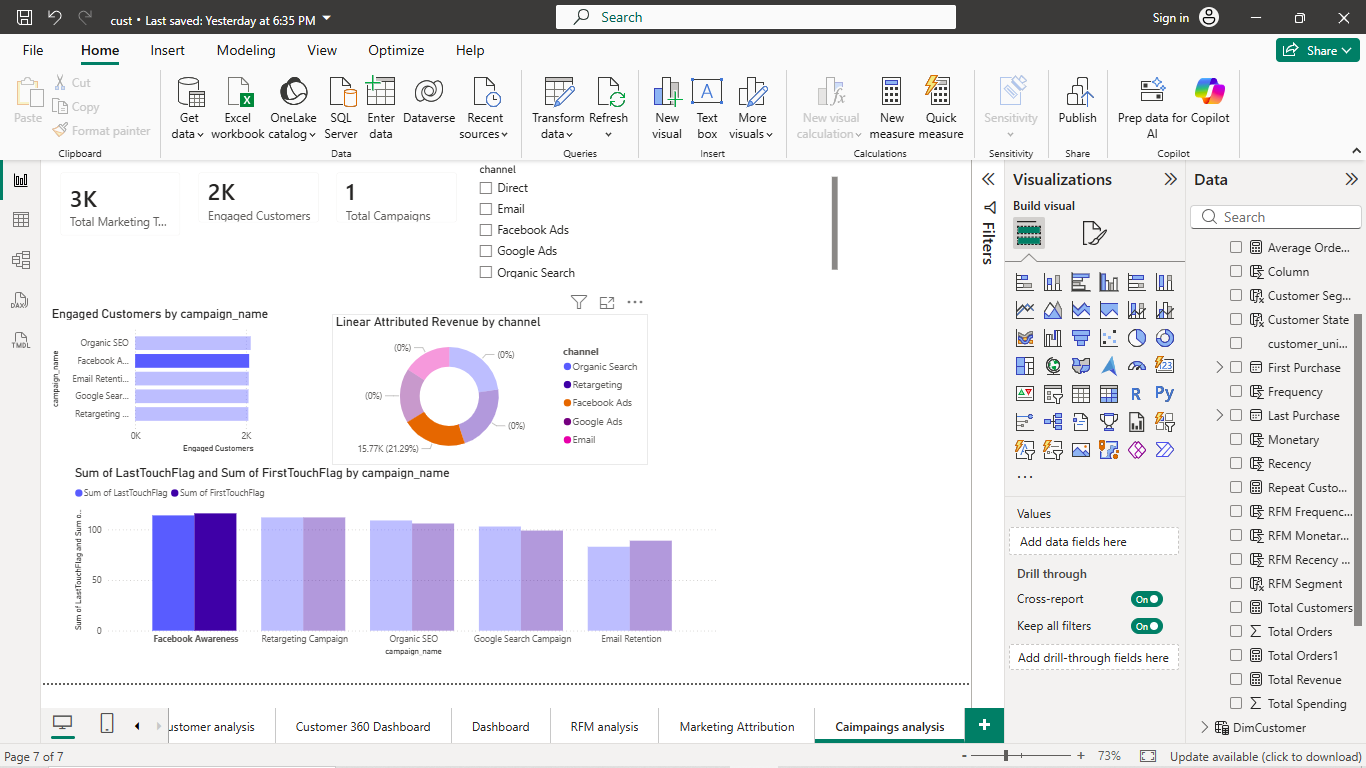 cust • Last saved: Yesterday at 6:35 PM
Search
Sign in
File
Home
Insert
Modeling
View
Optimize
Help
Share
Paste
Cut
Copy
Format painter
Clipboard
Get data
Excel workbook
OneLake catalog
SQL Server
Enter data
Dataverse
Recent sources
Data
Transform data
Refresh
Queries
New visual
Text box
More visuals
Insert
New visual calculation
New measure
Quick measure
Calculations
Sensitivity
Sensitivity
Publish
Share
Prep data for AI
Copilot
Copilot
3K
Total Marketing T...
2K
Engaged Customers
1
Total Campaigns
channel
Direct
Email
Facebook Ads
Google Ads
Organic Search
Engaged Customers by campaign_name
campaign_name
Organic SEO
Facebook A...
Email Retenti...
Google Sear...
Retargeting ...
0K
2K
Engaged Customers
Linear Attributed Revenue by channel
(0%)
(0%)
(0%)
(0%)
15.77K (21.29%)
channel
Organic Search
Retargeting
Facebook Ads
Google Ads
Email
Sum of LastTouchFlag and Sum of FirstTouchFlag by campaign_name
Sum of LastTouchFlag
Sum of FirstTouchFlag
Sum of LastTouchFlag and Sum o...
100
50
0
Facebook Awareness
Retargeting Campaign
Organic SEO
Google Search Campaign
Email Retention
campaign_name
Filters
Visualizations
Build visual
R
Py
123
...
Values
Add data fields here
Drill through
Cross-report
On
Keep all filters
On
Add drill-through fields here
Data
Search
Average Orde...
Column
Customer Seg...
Customer State
customer_uni...
First Purchase
Frequency
Last Purchase
Monetary
Recency
Repeat Custo...
RFM Frequenc...
RFM Monetar...
RFM Recency ...
RFM Segment
Total Customers
Total Orders
Total Orders1
Total Revenue
Total Spending
DimCustomer
ustomer analysis
Customer 360 Dashboard
Dashboard
RFM analysis
Marketing Attribution
Caimpaings analysis
Page 7 of 7
73%
Update available (click to download)